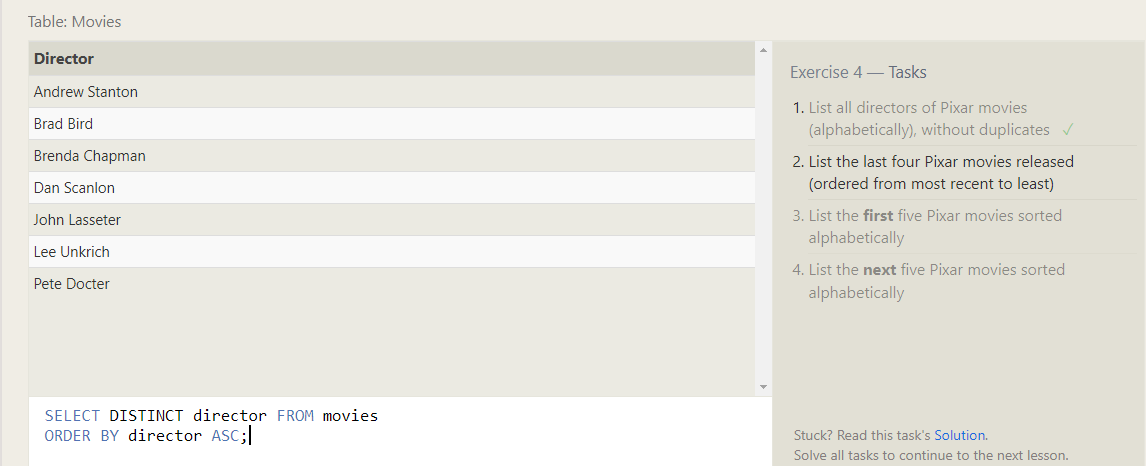 Table: Movies
Director
Andrew Stanton
Brad Bird
Brenda Chapman
Dan Scanlon
John Lasseter
Lee Unkrich
Pete Docter
SELECT DISTINCT director FROM movies
ORDER BY director ASC;
Exercise 4 — Tasks
1. List all directors of Pixar movies
(alphabetically), without duplicates ✓
2. List the last four Pixar movies released
(ordered from most recent to least)
3. List the first five Pixar movies sorted
alphabetically
4. List the next five Pixar movies sorted
alphabetically
Stuck? Read this task's Solution.
Solve all tasks to continue to the next lesson.